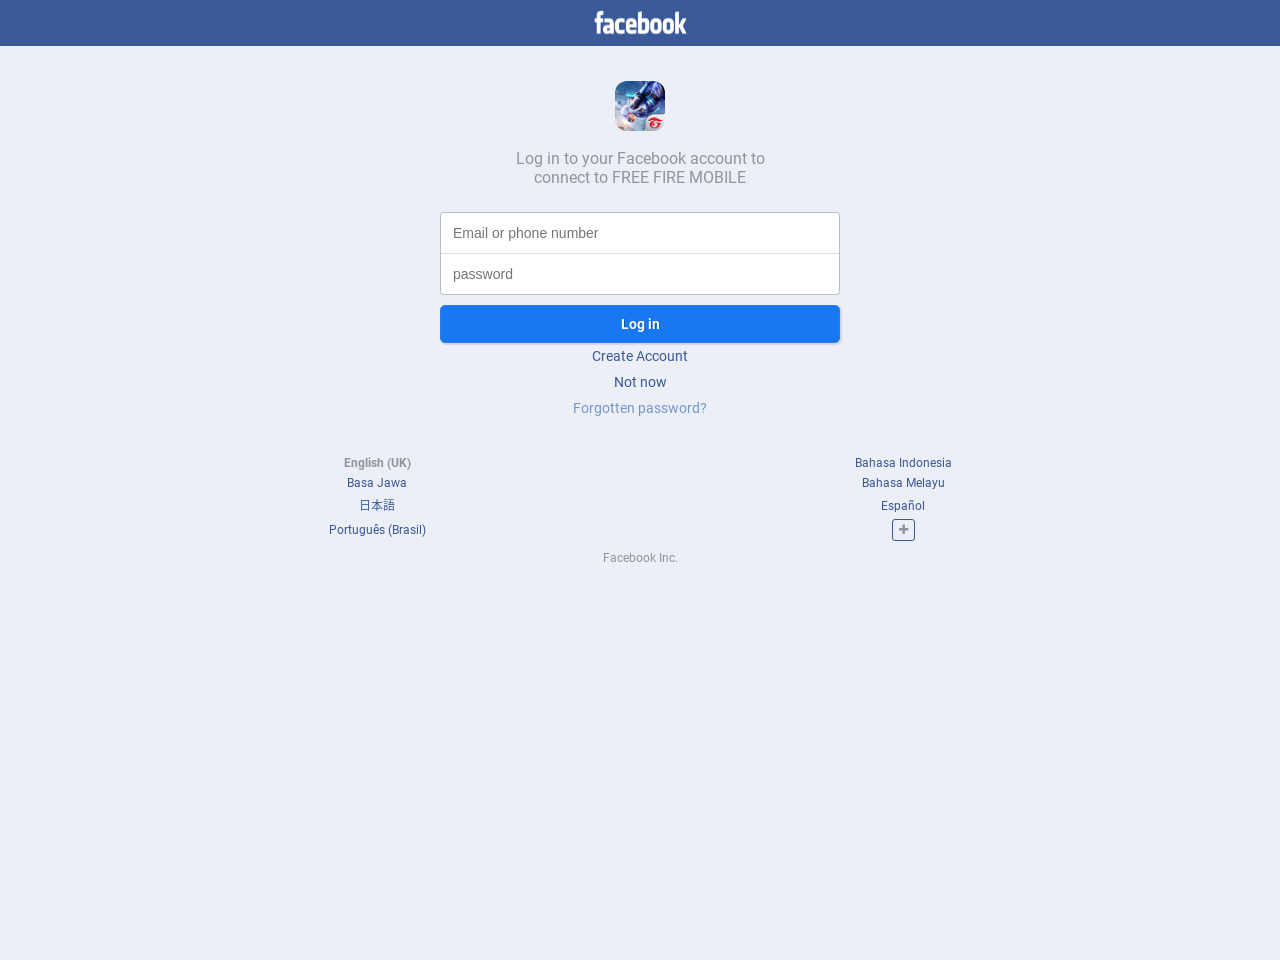 facebook
Log in to your Facebook account to
connect to FREE FIRE MOBILE
Email or phone number
password
Log in
Create Account
Not now
Forgotten password?
English (UK)
Bahasa Indonesia
Basa Jawa
Bahasa Melayu
日本語
Español
Português (Brasil)
+
Facebook Inc.